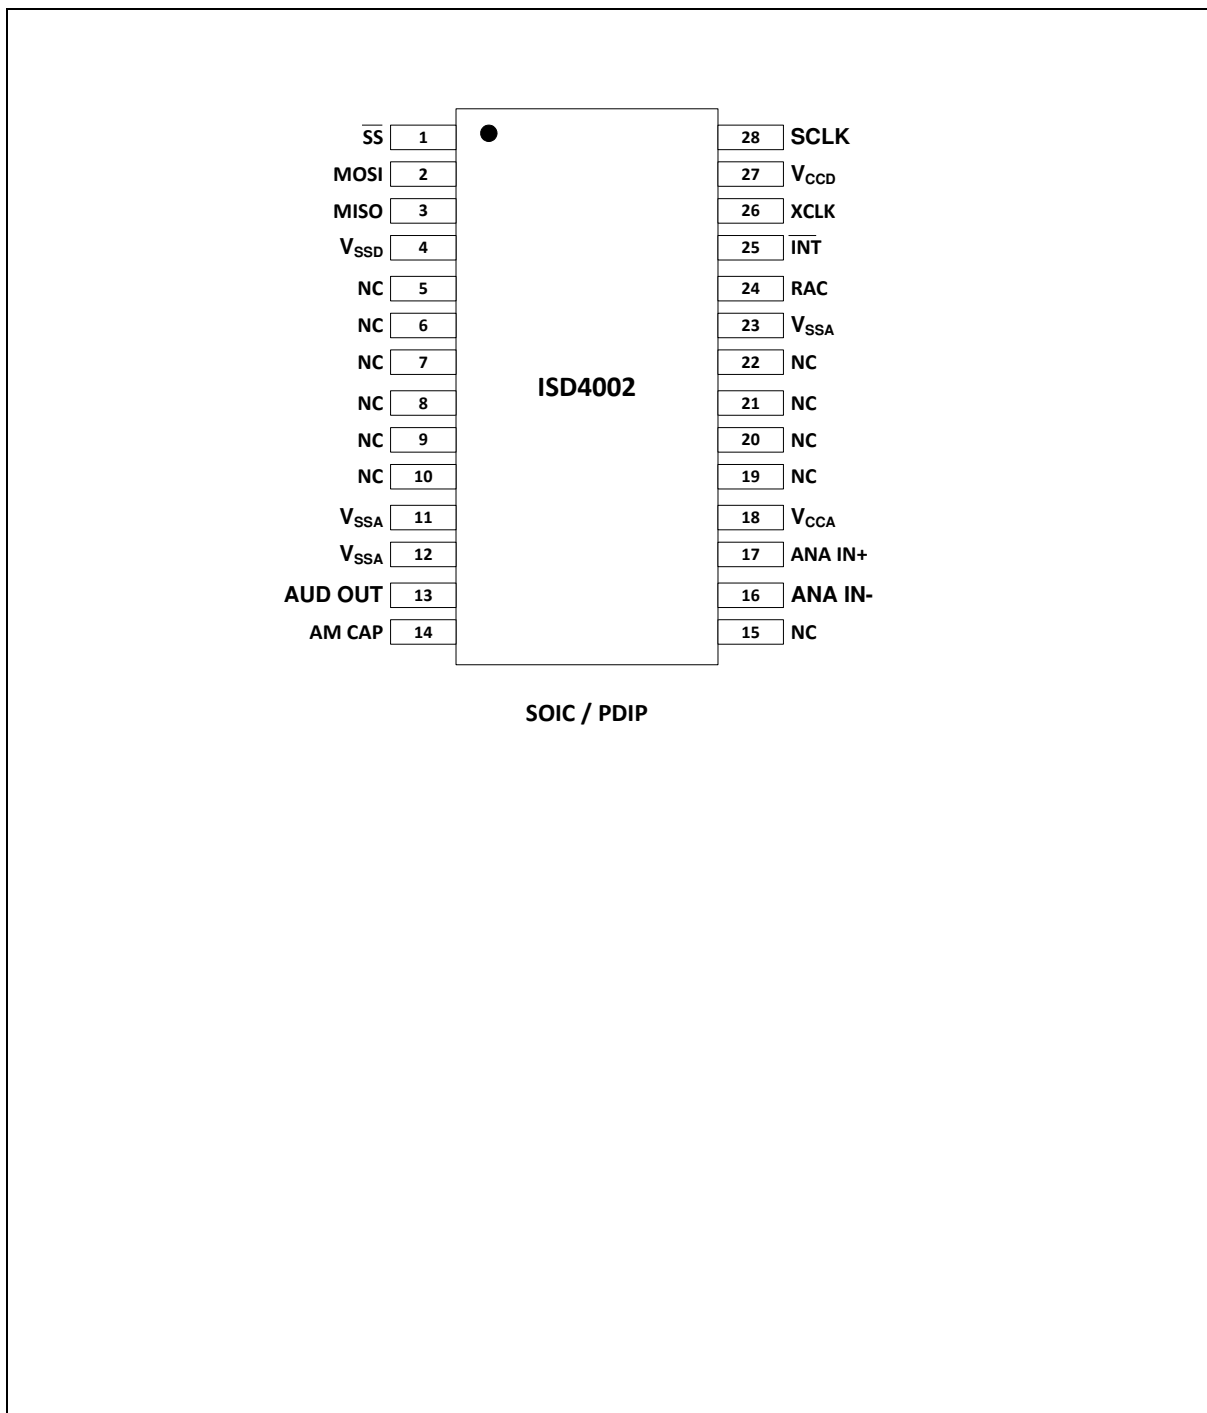 S̅S̅ 1 28 SCLK
MOSI 2 27 VCCD
MISO 3 26 XCLK
VSSD 4 25 I̅N̅T̅
NC 5 24 RAC
NC 6 23 VSSA
NC 7 22 NC
ISD4002
NC 8 21 NC
NC 9 20 NC
NC 10 19 NC
VSSA 11 18 VCCA
VSSA 12 17 ANA IN+
AUD OUT 13 16 ANA IN-
AM CAP 14 15 NC
SOIC / PDIP